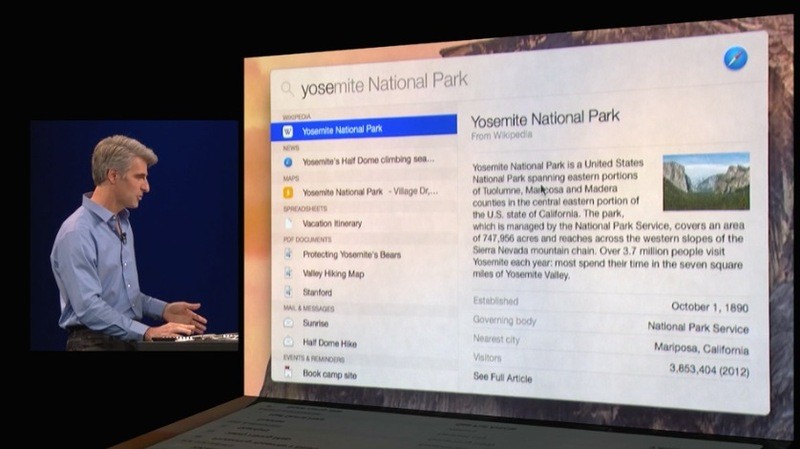 yosemite National Park
WIKIPEDIA
W Yosemite National Park
NEWS
Yosemite's Half Dome climbing sea...
MAPS
Yosemite National Park - Village Dr,...
SPREADSHEETS
Vacation Itinerary
PDF DOCUMENTS
Protecting Yosemite's Bears
Valley Hiking Map
Stanford
MAIL & MESSAGES
Sunrise
Half Dome Hike
EVENTS & REMINDERS
Book camp site
Yosemite National Park
From Wikipedia
Yosemite National Park is a United States
National Park spanning eastern portions
of Tuolumne, Mariposa and Madera
counties in the central eastern portion of
the U.S. state of California. The park,
which is managed by the National Park Service, covers an area
of 747,956 acres and reaches across the western slopes of the
Sierra Nevada mountain chain. Over 3.7 million people visit
Yosemite each year: most spend their time in the seven square
miles of Yosemite Valley.
Established October 1, 1890
Governing body National Park Service
Nearest city Mariposa, California
Visitors 3,853,404 (2012)
See Full Article